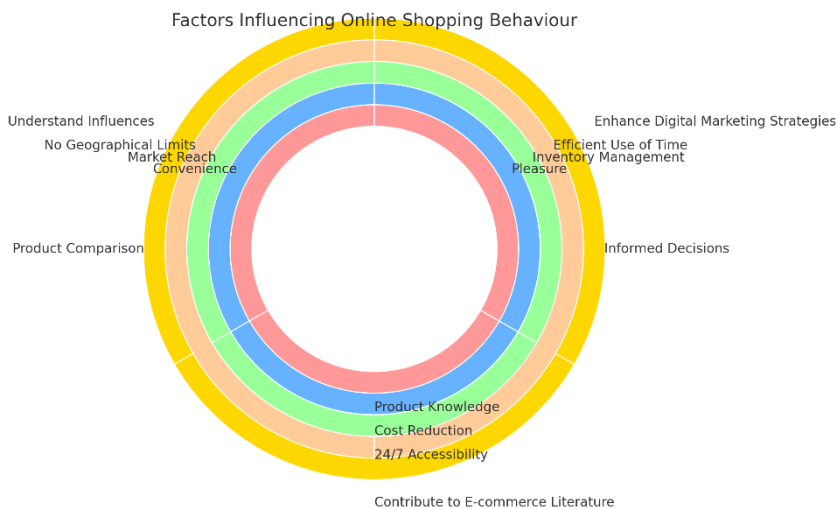 Factors Influencing Online Shopping Behaviour
Understand Influences
Enhance Digital Marketing Strategies
No Geographical Limits
Efficient Use of Time
Market Reach
Inventory Management
Convenience
Pleasure
Product Comparison
Informed Decisions
Product Knowledge
Cost Reduction
24/7 Accessibility
Contribute to E-commerce Literature